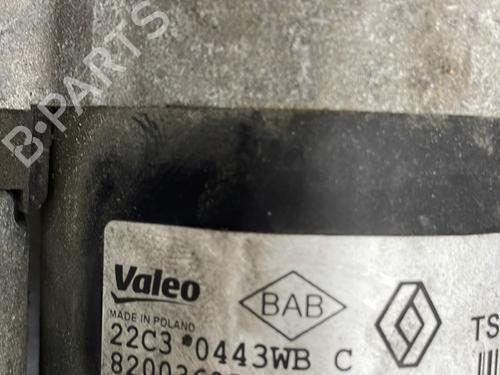 B-PARTS
Valeo
MADE IN POLAND
BAB
TS
22C3 0443WB C